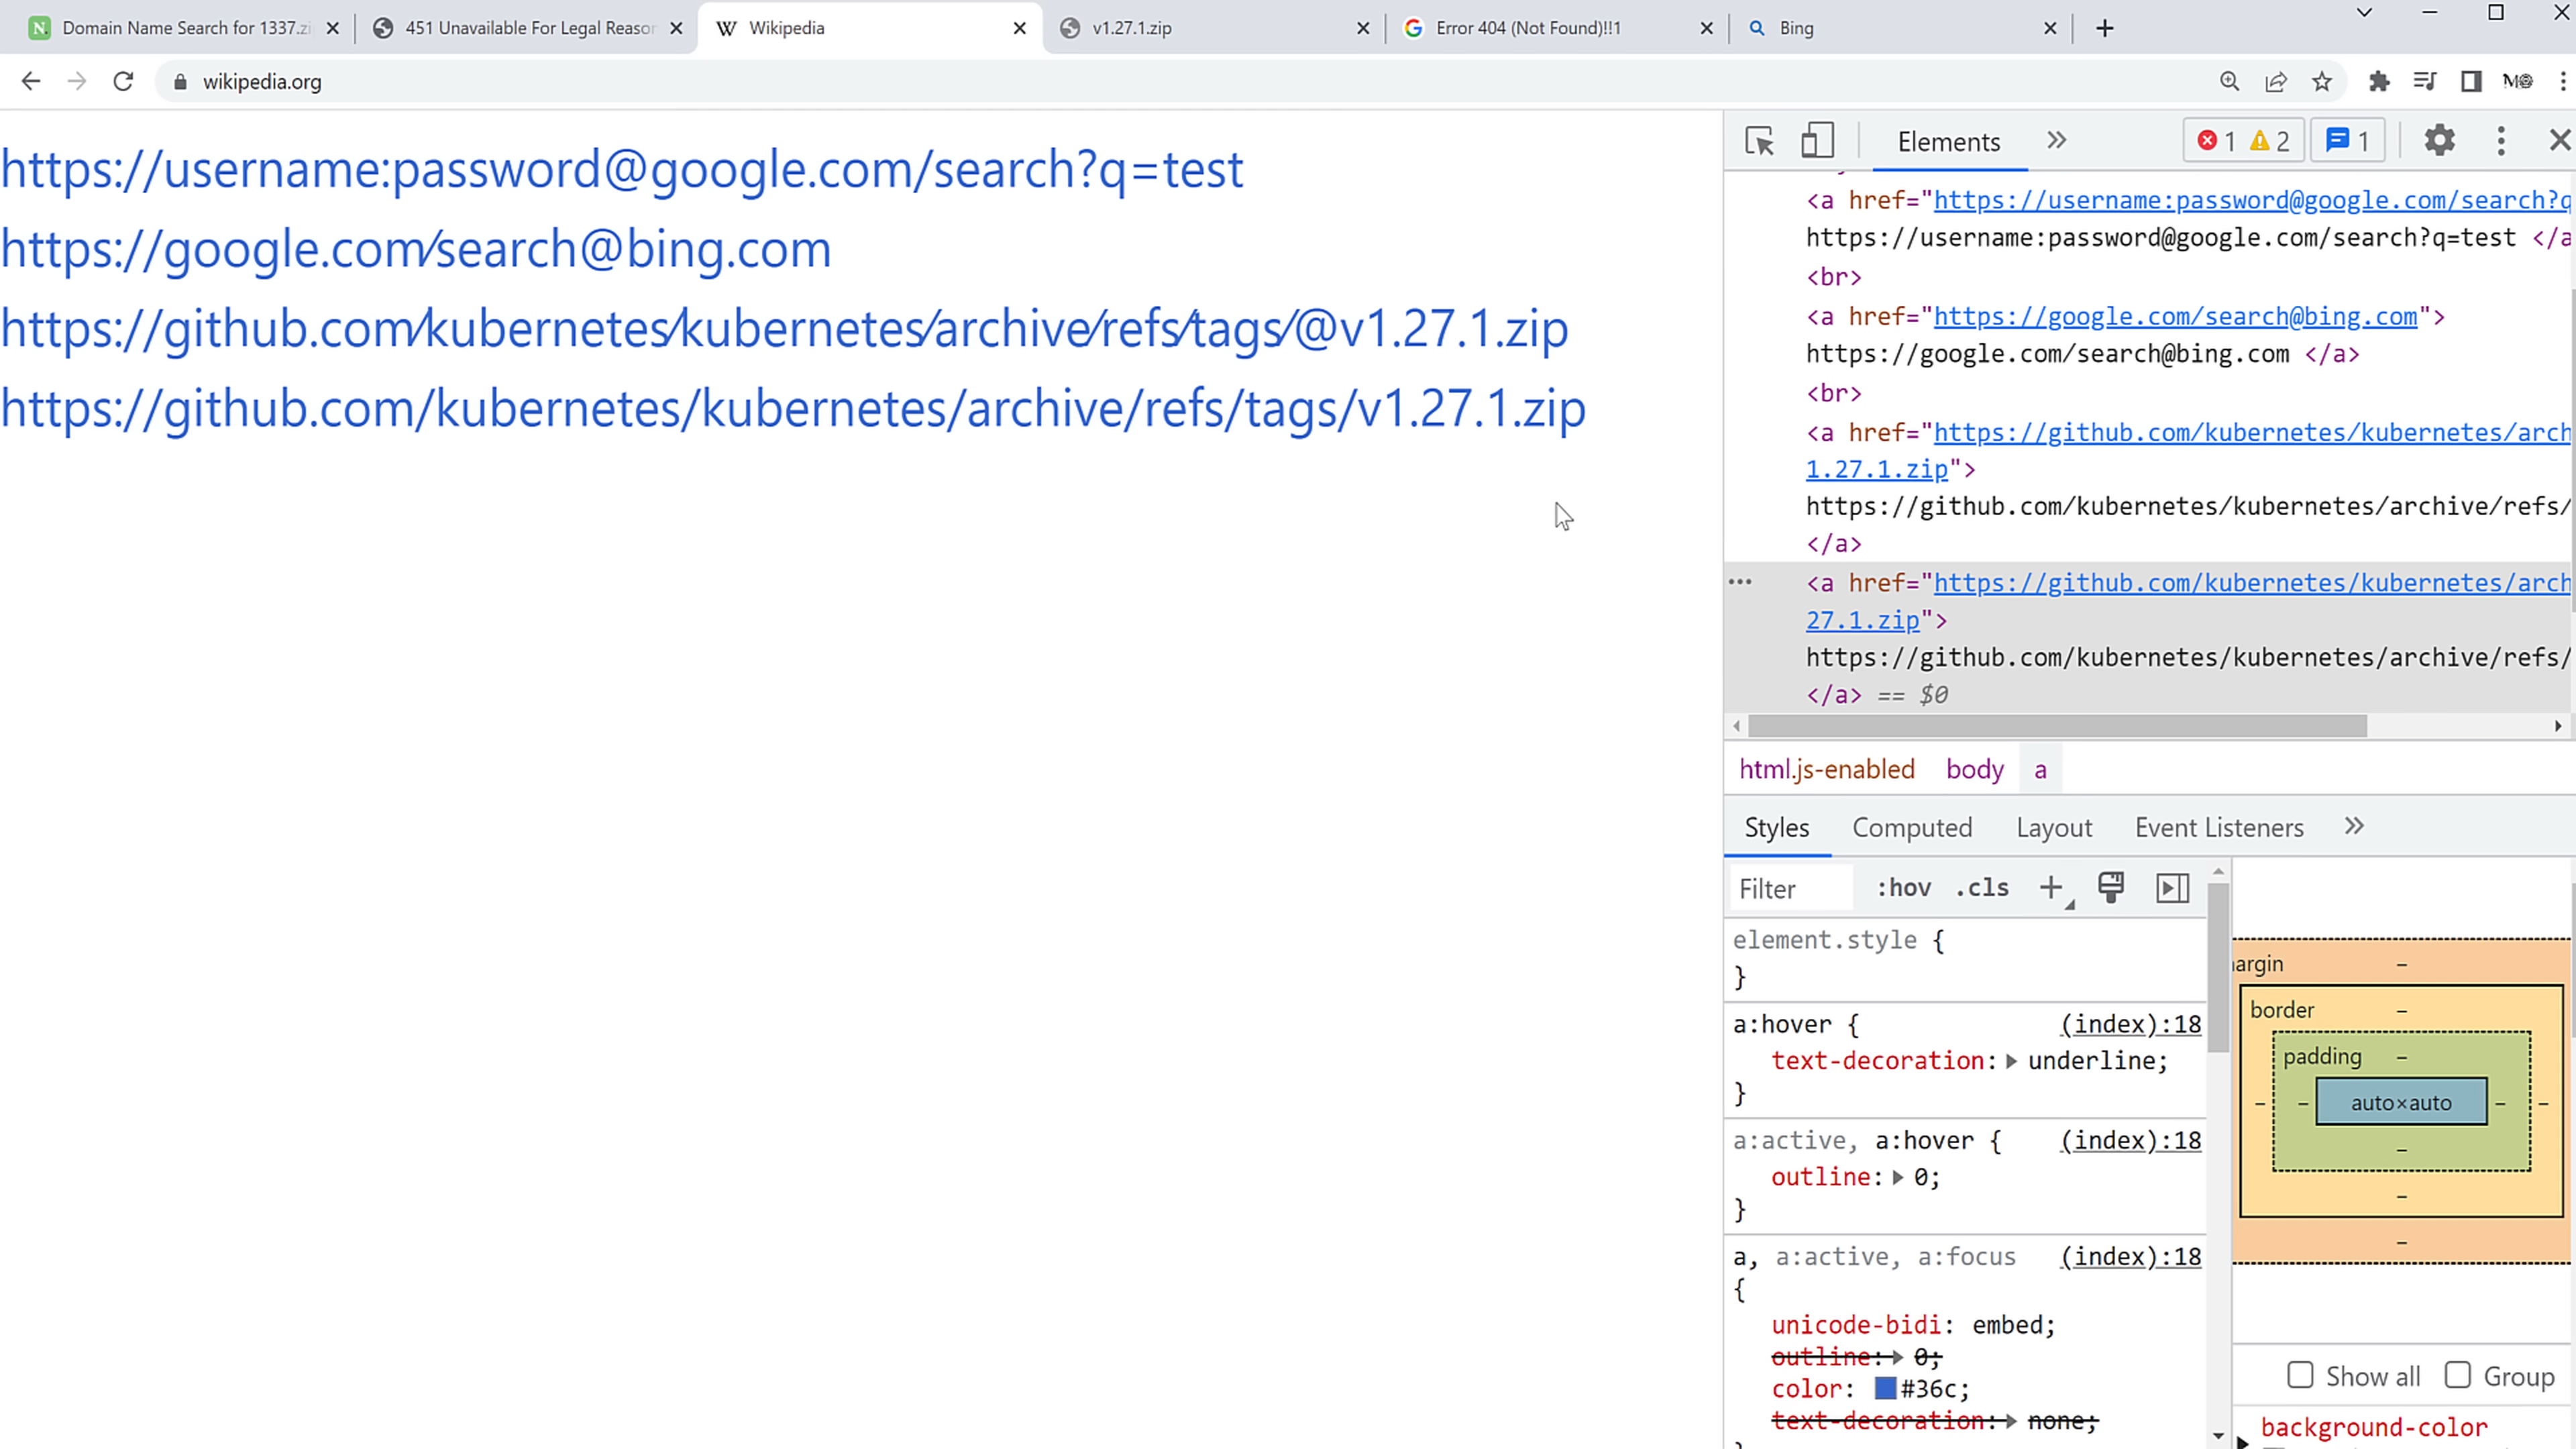 Domain Name Search for 1337.zi
451 Unavailable For Legal Reasor
Wikipedia
v1.27.1.zip
Error 404 (Not Found)!!1
Bing
wikipedia.org
https://username:password@google.com/search?q=test
https://google.com⁄search@bing.com
https://github.com⁄kubernetes⁄kubernetes⁄archive⁄refs⁄tags⁄@v1.27.1.zip
https://github.com/kubernetes/kubernetes/archive/refs/tags/v1.27.1.zip
Elements
1
2
1
<a href="https://username:password@google.com/search?q
https://username:password@google.com/search?q=test </a
<br>
<a href="https://google.com/search@bing.com">
https://google.com/search@bing.com </a>
<br>
<a href="https://github.com/kubernetes/kubernetes/arch
1.27.1.zip">
https://github.com/kubernetes/kubernetes/archive/refs/
</a>
<a href="https://github.com/kubernetes/kubernetes/arch
27.1.zip">
https://github.com/kubernetes/kubernetes/archive/refs/
</a> == $0
html.js-enabled body a
Styles Computed Layout Event Listeners
Filter :hov .cls
element.style {
}
a:hover { (index):18
text-decoration: underline;
}
a:active, a:hover { (index):18
outline: 0;
}
a, a:active, a:focus (index):18
{
unicode-bidi: embed;
outline: 0;
color: #36c;
text-decoration: none;
argin –
border –
padding –
– – auto×auto – –
–
–
–
Show all Group
background-color